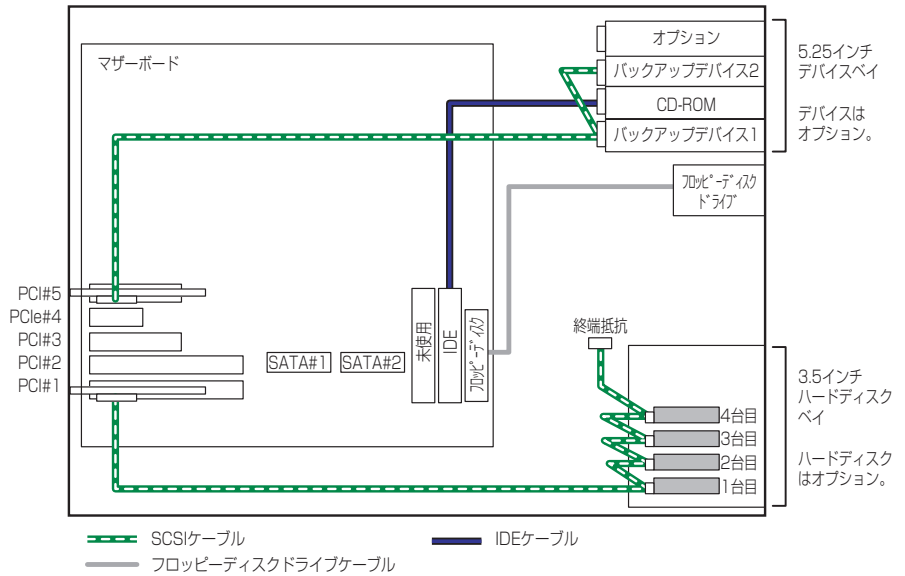 マザーボード
オプション
バックアップデバイス2
CD-ROM
バックアップデバイス1
5.25インチ
デバイスベイ
デバイスは
オプション。
フロッピーディスク
ドライブ
PCI#5
PCIe#4
PCI#3
PCI#2
PCI#1
SATA#1
SATA#2
未使用
IDE
フロッピーディスク
終端抵抗
4台目
3台目
2台目
1台目
3.5インチ
ハードディスク
ベイ
ハードディスク
はオプション。
SCSIケーブル
IDEケーブル
フロッピーディスクドライブケーブル